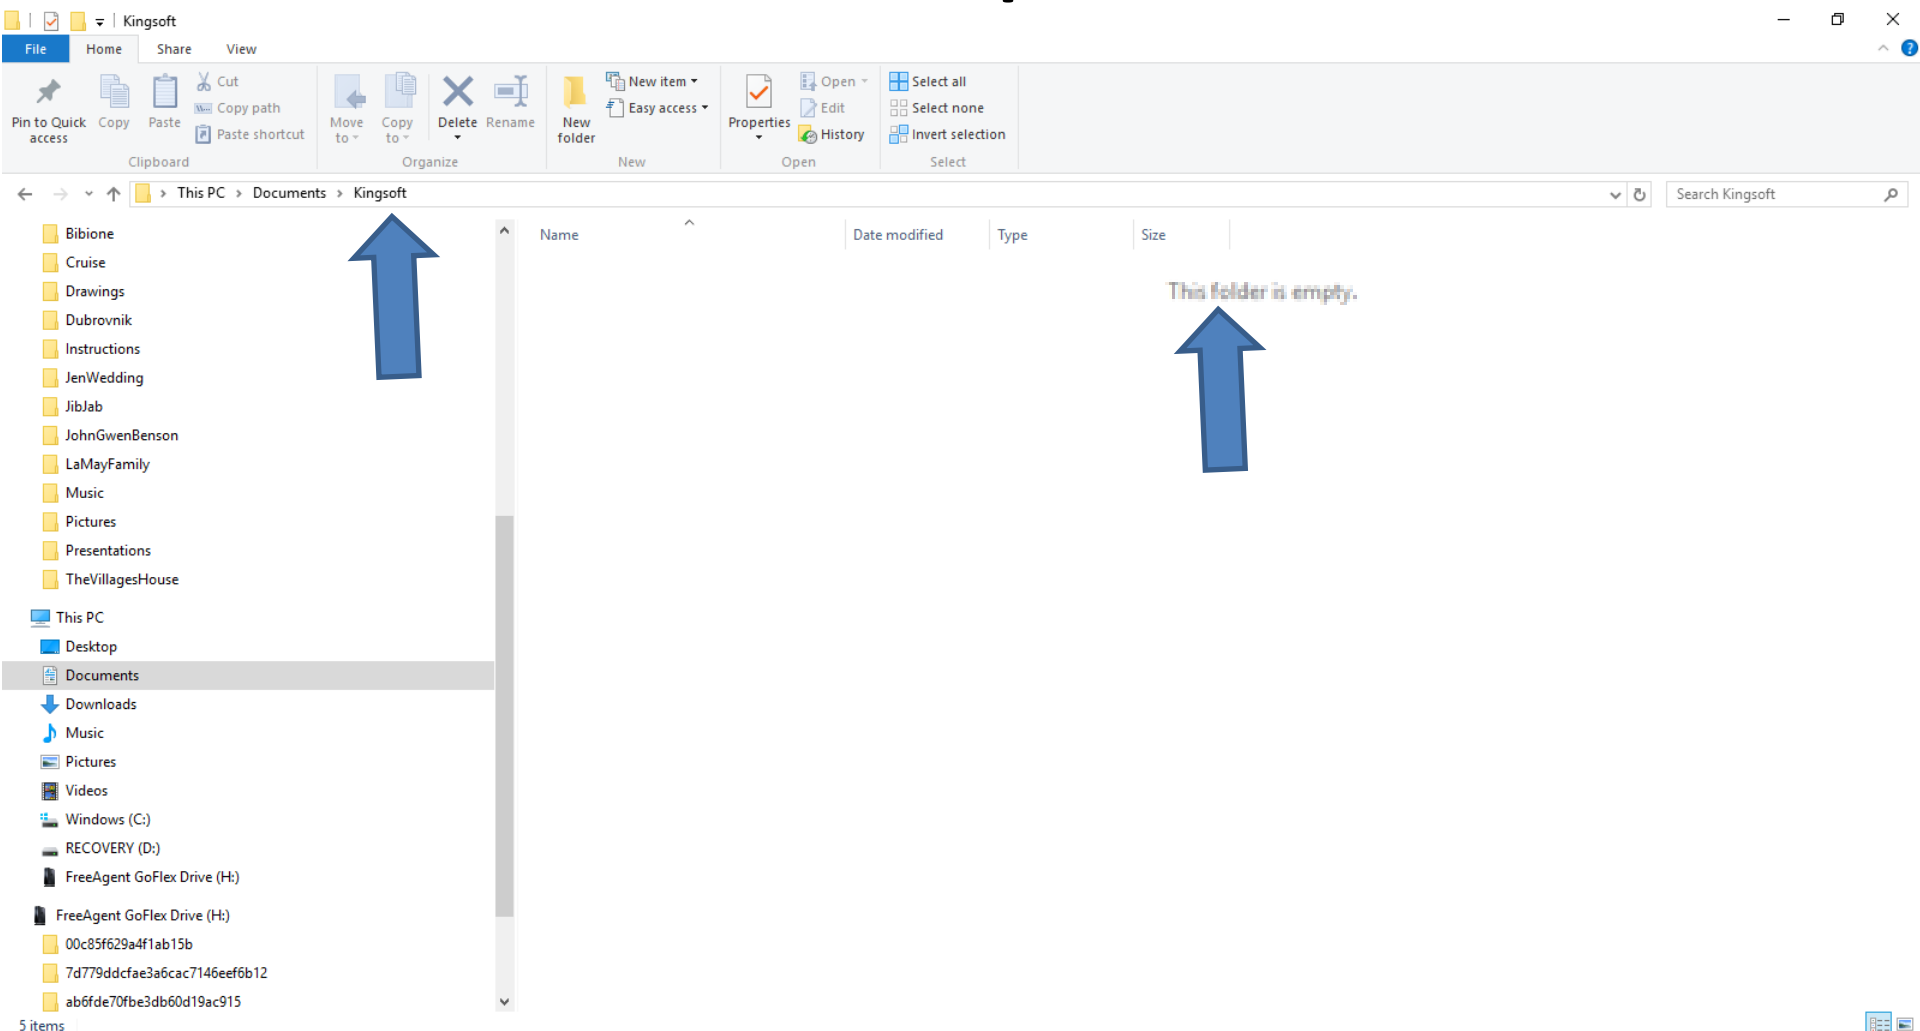 Kingsoft
File Home Share View
Pin to Quick access
Copy
Paste
Cut
Copy path
Paste shortcut
Clipboard
Move to
Copy to
Delete
Rename
Organize
New folder
New item
Easy access
New
Properties
Open
Edit
History
Open
Select all
Select none
Invert selection
Select
This PC > Documents > Kingsoft
Search Kingsoft
Name Date modified Type Size
This folder is empty.
Bibione
Cruise
Drawings
Dubrovnik
Instructions
JenWedding
JibJab
JohnGwenBenson
LaMayFamily
Music
Pictures
Presentations
TheVillagesHouse
This PC
Desktop
Documents
Downloads
Music
Pictures
Videos
Windows (C:)
RECOVERY (D:)
FreeAgent GoFlex Drive (H:)
FreeAgent GoFlex Drive (H:)
00c85f629a4f1ab15b
7d779ddcfae3a6cac7146eef6b12
ab6fde70fbe3db60d19ac915
5 items